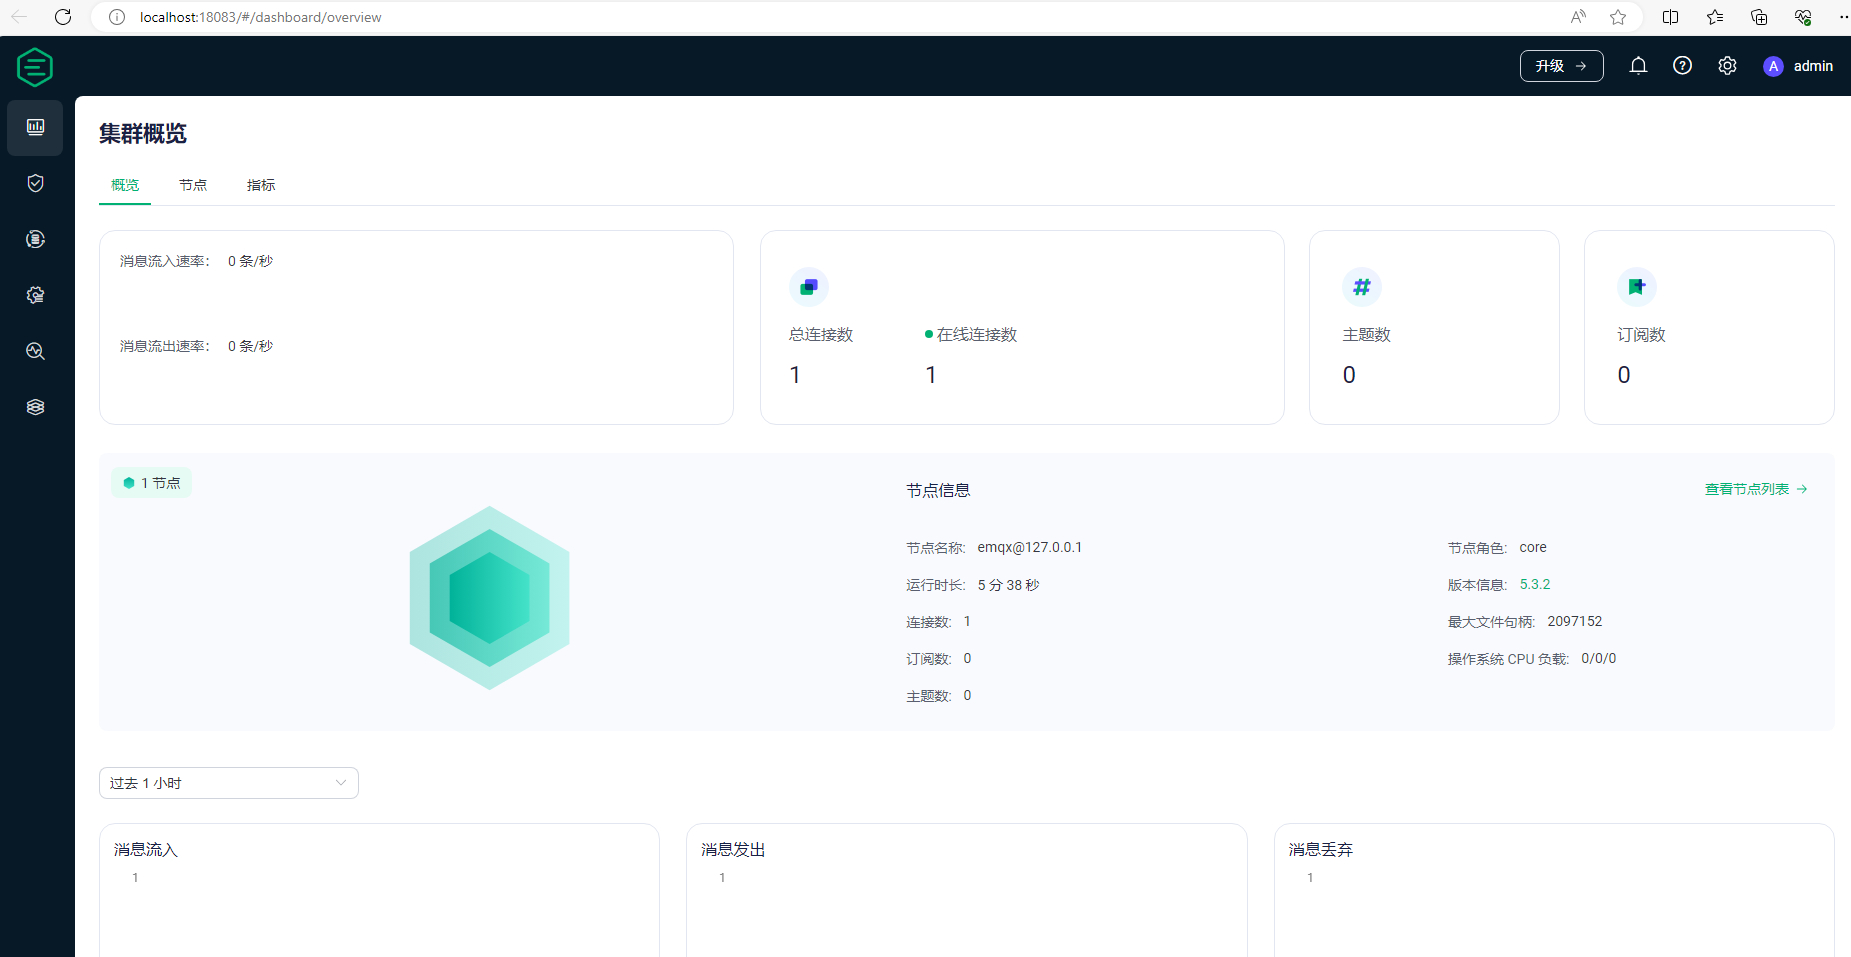 localhost:18083/#/dashboard/overview
升级 →
A admin
集群概览
概览 节点 指标
消息流入速率： 0 条/秒
消息流出速率： 0 条/秒
总连接数
1
在线连接数
1
主题数
0
订阅数
0
1 节点
节点信息
查看节点列表 →
节点名称: emqx@127.0.0.1
节点角色: core
运行时长: 5 分 38 秒
版本信息: 5.3.2
连接数: 1
最大文件句柄: 2097152
订阅数: 0
操作系统 CPU 负载: 0/0/0
主题数: 0
过去 1 小时
消息流入
1
消息发出
1
消息丢弃
1